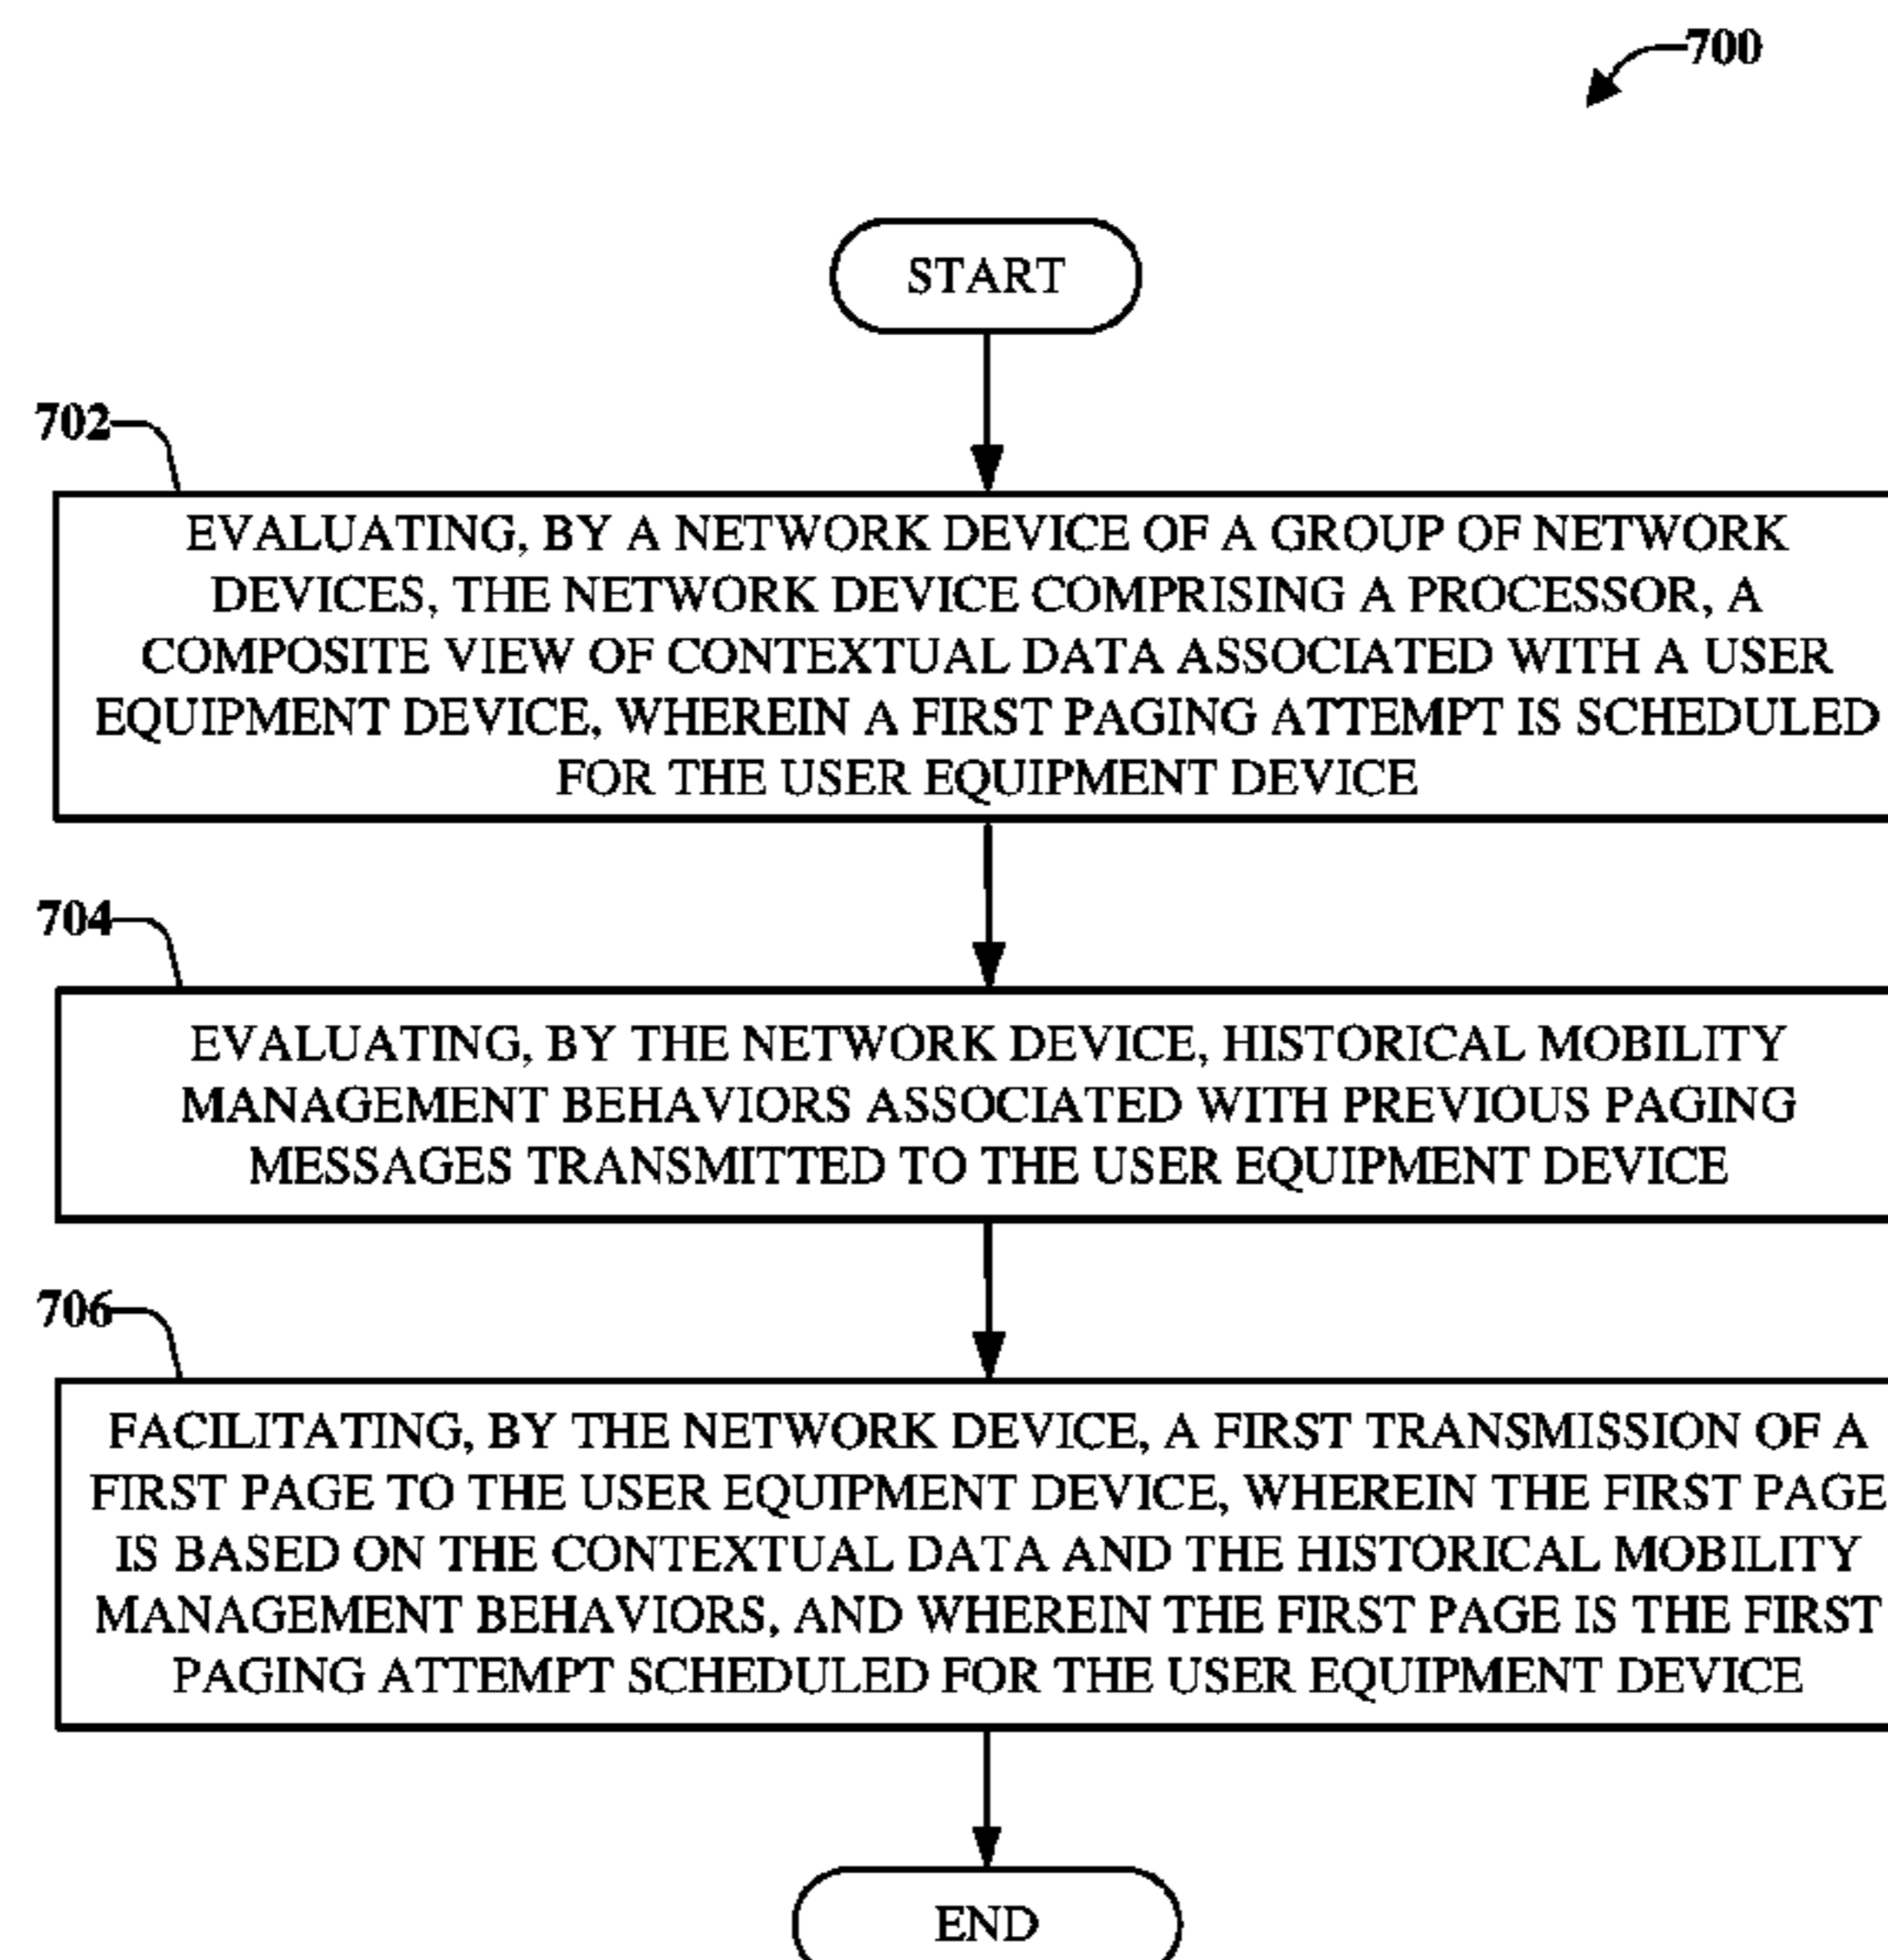 700
START
702
EVALUATING, BY A NETWORK DEVICE OF A GROUP OF NETWORK
DEVICES, THE NETWORK DEVICE COMPRISING A PROCESSOR, A
COMPOSITE VIEW OF CONTEXTUAL DATA ASSOCIATED WITH A USER
EQUIPMENT DEVICE, WHEREIN A FIRST PAGING ATTEMPT IS SCHEDULED
FOR THE USER EQUIPMENT DEVICE
704
EVALUATING, BY THE NETWORK DEVICE, HISTORICAL MOBILITY
MANAGEMENT BEHAVIORS ASSOCIATED WITH PREVIOUS PAGING
MESSAGES TRANSMITTED TO THE USER EQUIPMENT DEVICE
706
FACILITATING, BY THE NETWORK DEVICE, A FIRST TRANSMISSION OF A
FIRST PAGE TO THE USER EQUIPMENT DEVICE, WHEREIN THE FIRST PAGE
IS BASED ON THE CONTEXTUAL DATA AND THE HISTORICAL MOBILITY
MANAGEMENT BEHAVIORS, AND WHEREIN THE FIRST PAGE IS THE FIRST
PAGING ATTEMPT SCHEDULED FOR THE USER EQUIPMENT DEVICE
END